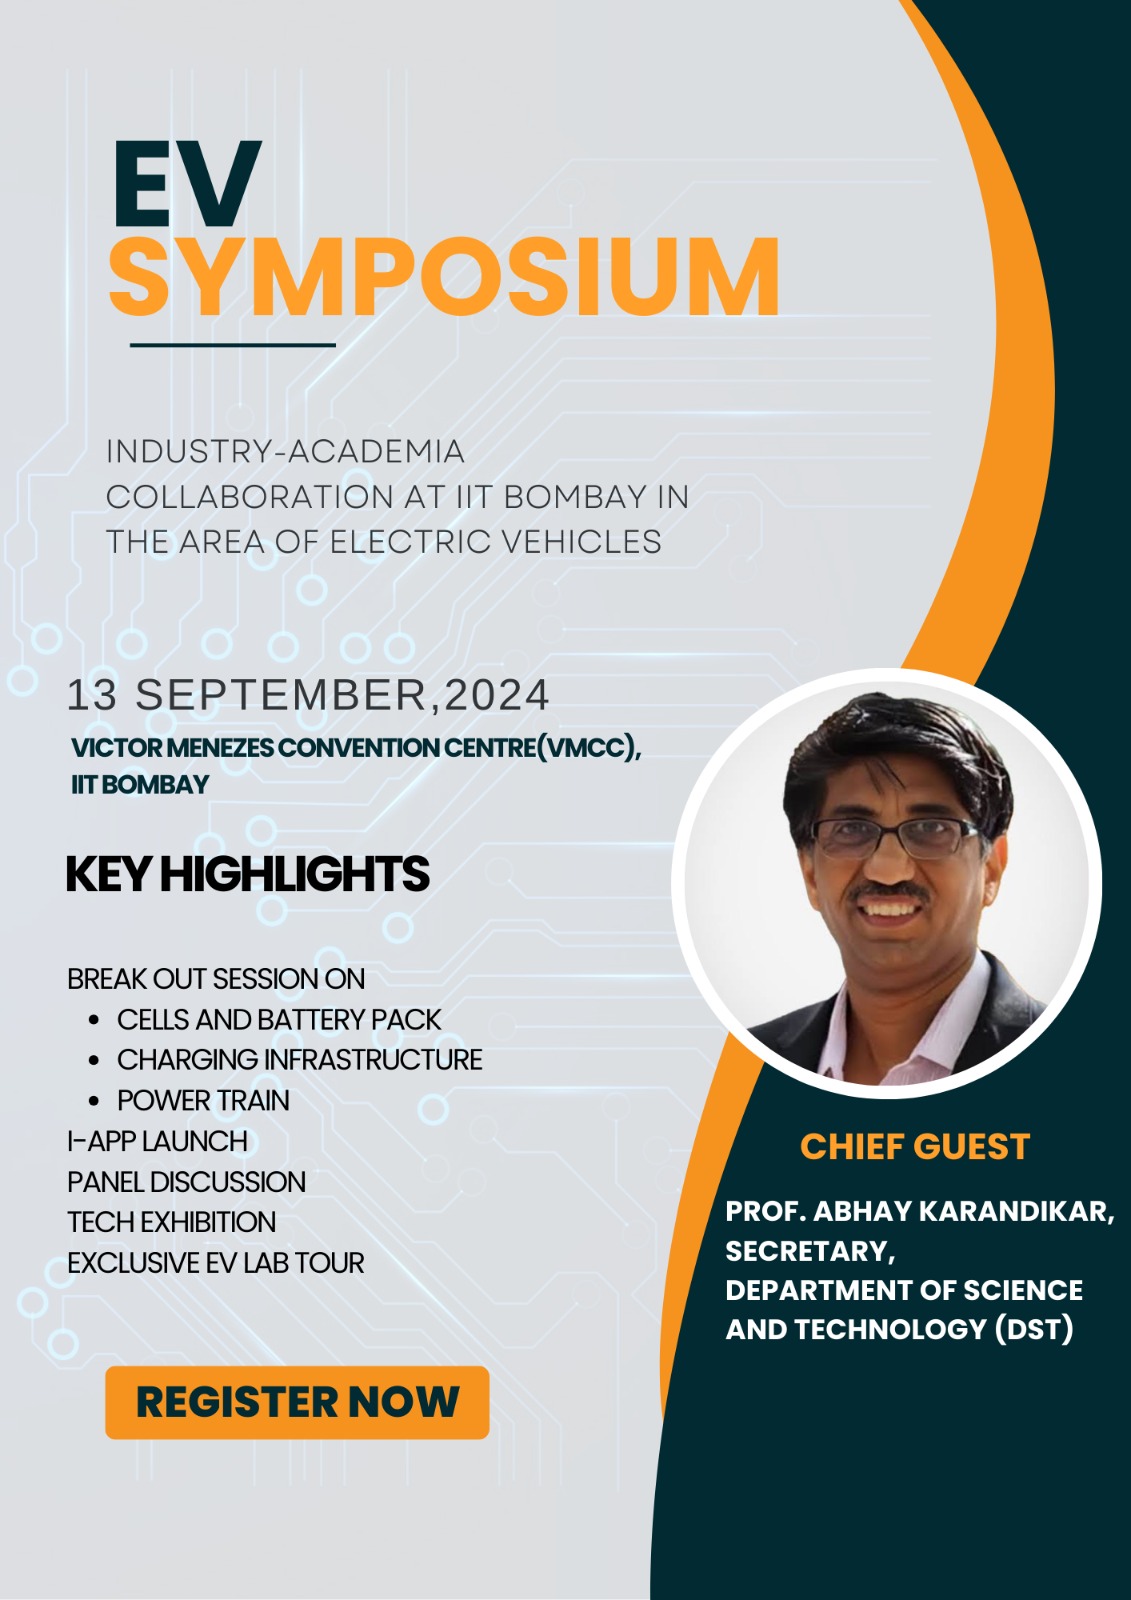 EV
SYMPOSIUM
INDUSTRY-ACADEMIA
COLLABORATION AT IIT BOMBAY IN
THE AREA OF ELECTRIC VEHICLES
13 SEPTEMBER,2024
VICTOR MENEZES CONVENTION CENTRE(VMCC),
IIT BOMBAY
KEY HIGHLIGHTS
BREAK OUT SESSION ON
• CELLS AND BATTERY PACK
• CHARGING INFRASTRUCTURE
• POWER TRAIN
I-APP LAUNCH
PANEL DISCUSSION
TECH EXHIBITION
EXCLUSIVE EV LAB TOUR
REGISTER NOW
CHIEF GUEST
PROF. ABHAY KARANDIKAR,
SECRETARY,
DEPARTMENT OF SCIENCE
AND TECHNOLOGY (DST)